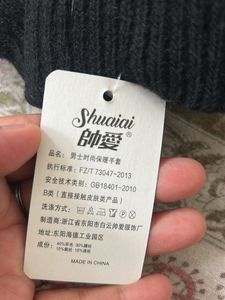 Shuaiai
帥愛®
品名：男士时尚保暖手套
执行标准：FZ/T 73047-2013
安全技术类别：GB18401-2010
B类（直接接触皮肤类产品）
洗涤方式：
制造商：浙江省东阳市白云帅爱服饰厂
地址：东阳海德工业园区
成份：
MADE IN CHINA